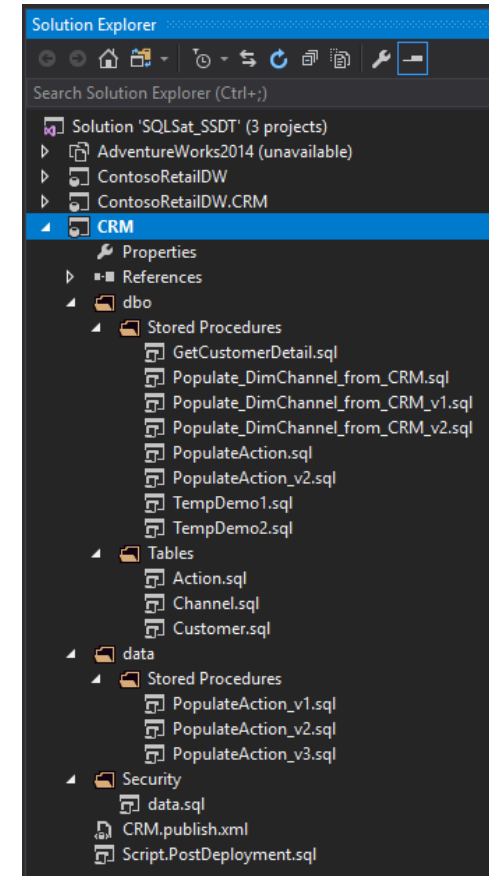 Solution Explorer
Search Solution Explorer (Ctrl+;)
Solution 'SQLSat_SSDT' (3 projects)
AdventureWorks2014 (unavailable)
ContosoRetailDW
ContosoRetailDW.CRM
CRM
Properties
References
dbo
Stored Procedures
GetCustomerDetail.sql
Populate_DimChannel_from_CRM.sql
Populate_DimChannel_from_CRM_v1.sql
Populate_DimChannel_from_CRM_v2.sql
PopulateAction.sql
PopulateAction_v2.sql
TempDemo1.sql
TempDemo2.sql
Tables
Action.sql
Channel.sql
Customer.sql
data
Stored Procedures
PopulateAction_v1.sql
PopulateAction_v2.sql
PopulateAction_v3.sql
Security
data.sql
CRM.publish.xml
Script.PostDeployment.sql